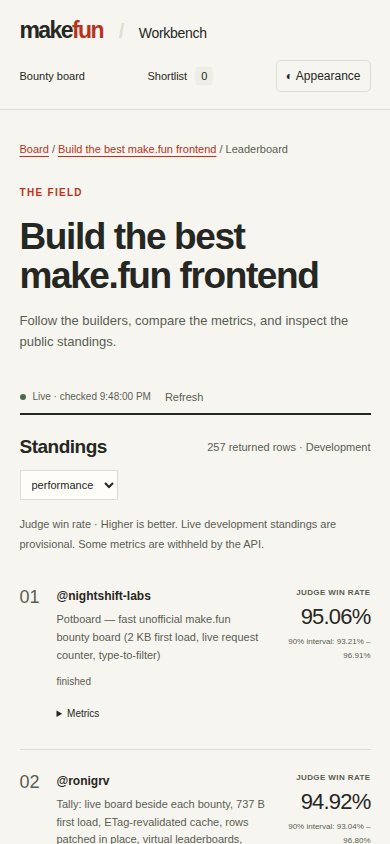 makefun / Workbench
Bounty board Shortlist 0 Appearance
Board / Build the best make.fun frontend / Leaderboard
THE FIELD
Build the best
make.fun frontend
Follow the builders, compare the metrics, and inspect the
public standings.
Live · checked 9:48:00 PM Refresh
Standings 257 returned rows · Development
performance
Judge win rate · Higher is better. Live development standings are
provisional. Some metrics are withheld by the API.
01 @nightshift-labs JUDGE WIN RATE
Potboard — fast unofficial make.fun 95.06%
bounty board (2 KB first load, live request 90% interval: 93.21% –
counter, type-to-filter) 96.91%
finished
Metrics
02 @ronigrv JUDGE WIN RATE
Tally: live board beside each bounty, 737 B 94.92%
first load, ETag-revalidated cache, rows 90% interval: 93.04% –
patched in place, virtual leaderboards, 96.80%